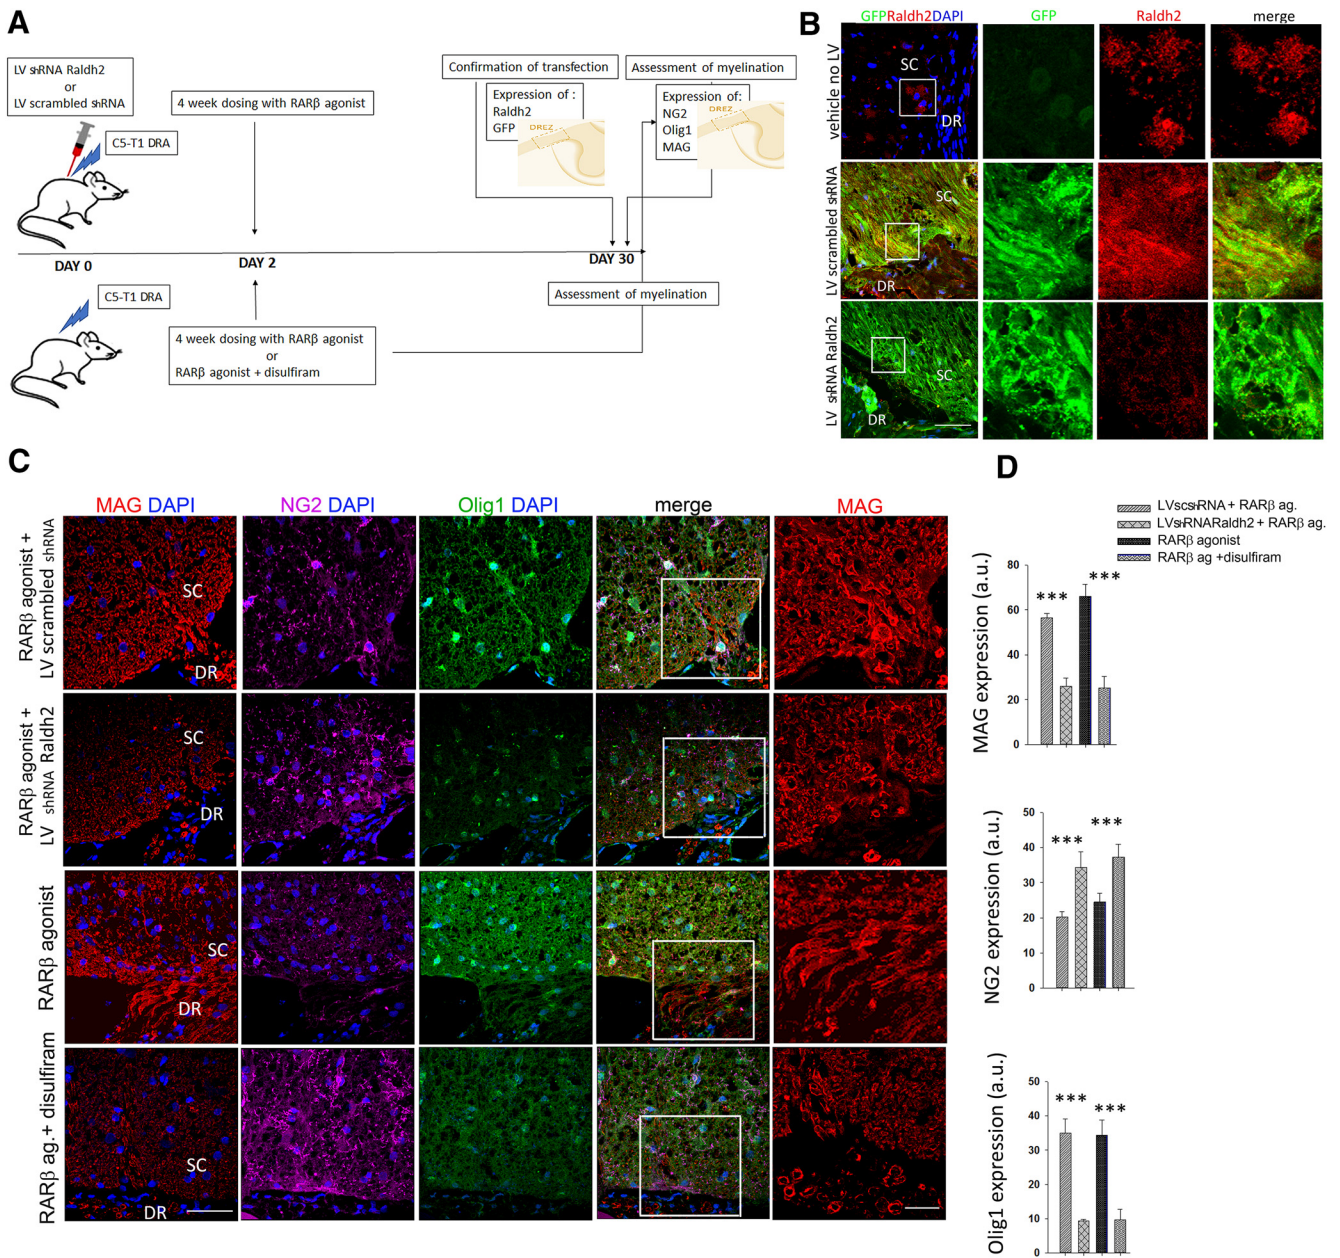 A
LV shRNA Raldh2
or
LV scrambled shRNA
C5-T1 DRA
4 week dosing with RARβ agonist
Confirmation of transfection
Expression of :
Raldh2
GFP
DREZ
Assessment of myelination
Expression of:
NG2
Olig1
MAG
DREZ
DAY 0
DAY 2
DAY 30
C5-T1 DRA
4 week dosing with RARβ agonist
or
RARβ agonist + disulfiram
Assessment of myelination
B
GFPRaldh2DAPI
GFP
Raldh2
merge
vehicle no LV
SC
DR
LV scrambled shRNA
SC
DR
LV shRNA Raldh2
SC
DR
C
MAG DAPI
NG2 DAPI
Olig1 DAPI
merge
MAG
RARβ agonist +
LV scrambled shRNA
SC
DR
RARβ agonist +
LV shRNA Raldh2
SC
DR
RARβ agonist
SC
DR
RARβ ag.+ disulfiram
SC
DR
D
LVscshRNA + RARβ ag.
LVshRNARaldh2 + RARβ ag.
RARβ agonist
RARβ ag +disulfiram
MAG expression (a.u.)
80
60
40
20
0
***
***
NG2 expression (a.u.)
50
40
30
20
10
0
***
***
Olig1 expression (a.u.)
50
40
30
20
10
0
***
***